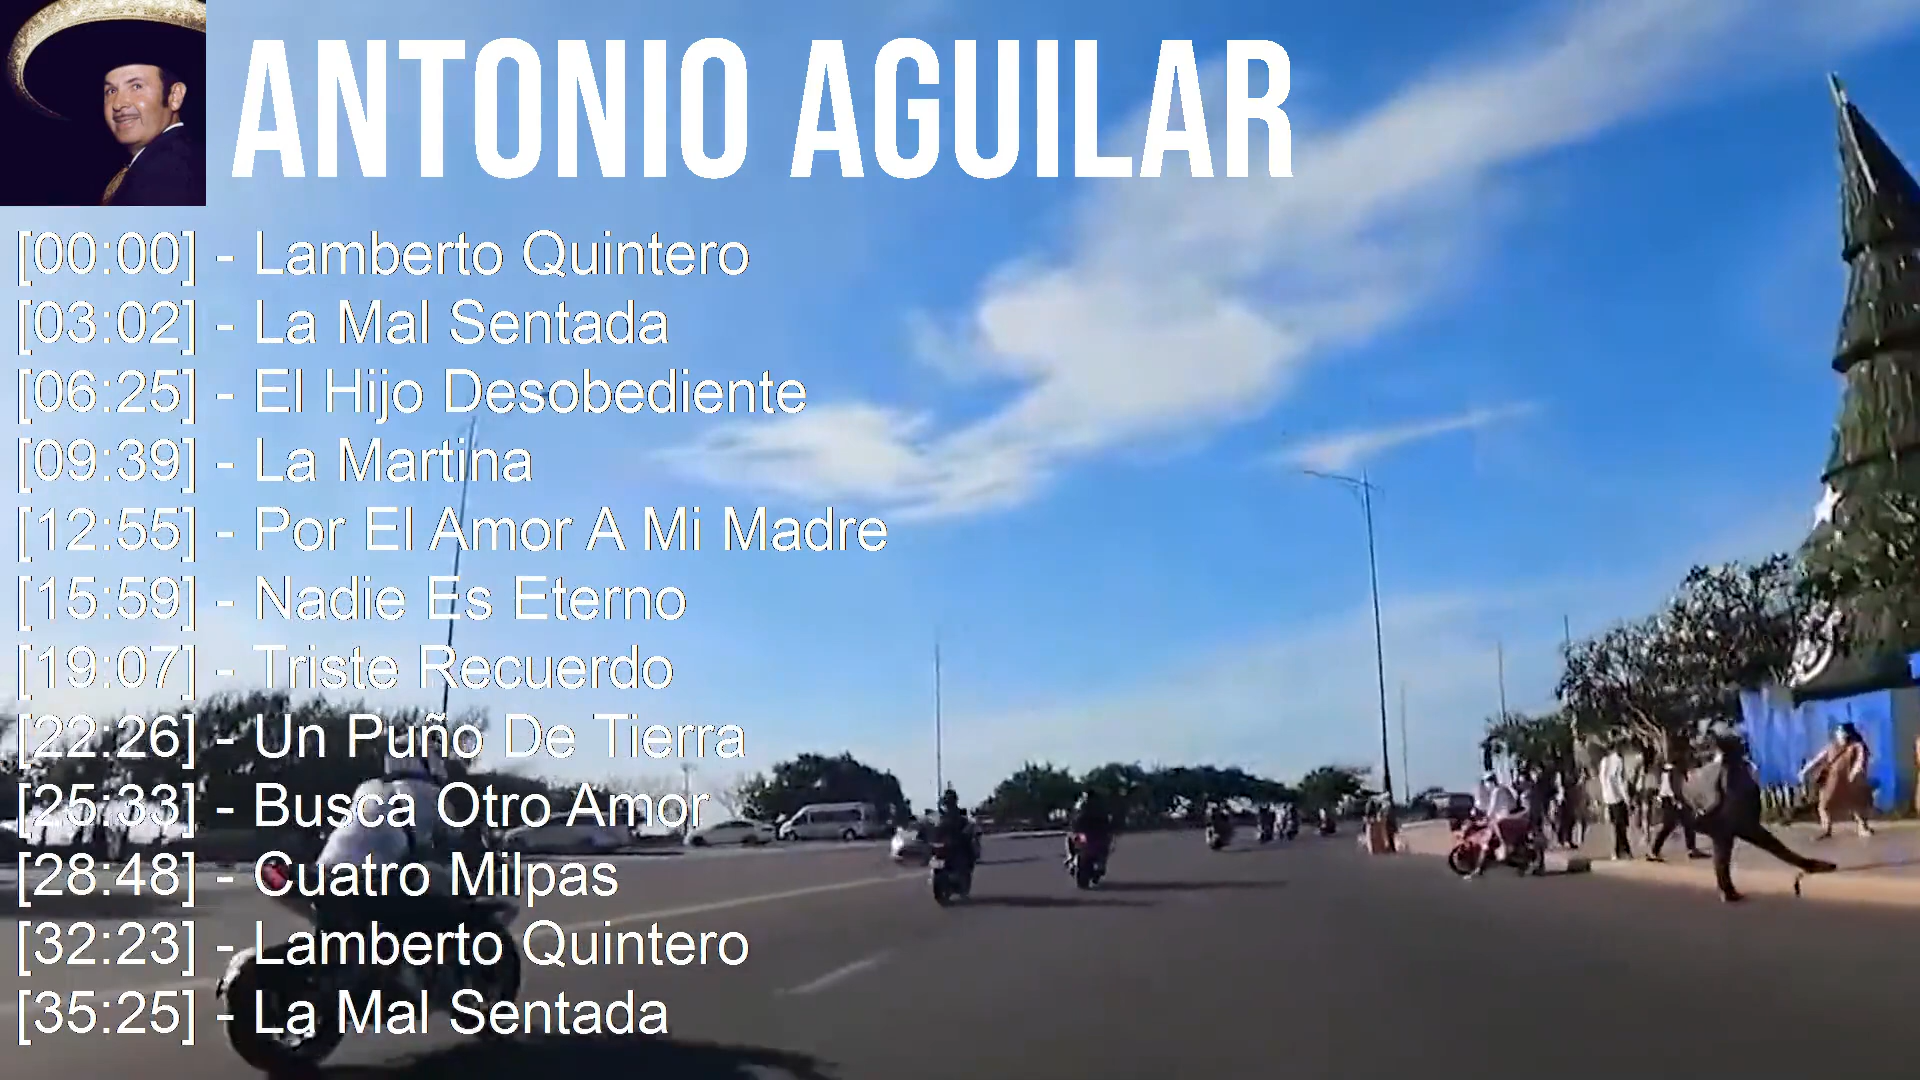 ANTONIO AGUILAR
[00:00] - Lamberto Quintero
[03:02] - La Mal Sentada
[06:25] - El Hijo Desobediente
[09:39] - La Martina
[12:55] - Por El Amor A Mi Madre
[15:59] - Nadie Es Eterno
[19:07] - Triste Recuerdo
[22:26] - Un Puño De Tierra
[25:33] - Busca Otro Amor
[28:48] - Cuatro Milpas
[32:23] - Lamberto Quintero
[35:25] - La Mal Sentada